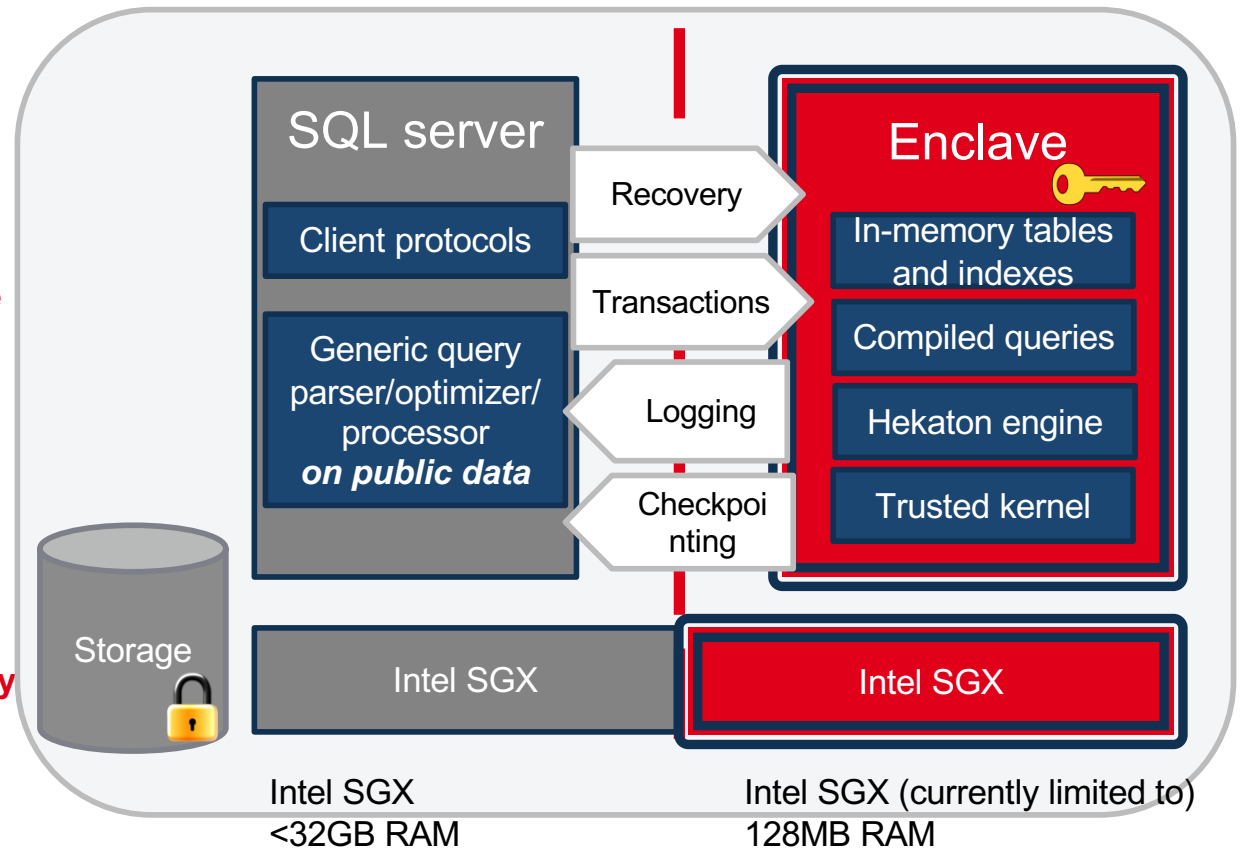 SQL server
Client protocols
Generic query
parser/optimizer/
processor
on public data
Recovery
Transactions
Logging
Checkpoi
nting
Enclave
In-memory tables
and indexes
Compiled queries
Hekaton engine
Trusted kernel
Storage
y
Intel SGX
Intel SGX
Intel SGX
<32GB RAM
Intel SGX (currently limited to)
128MB RAM